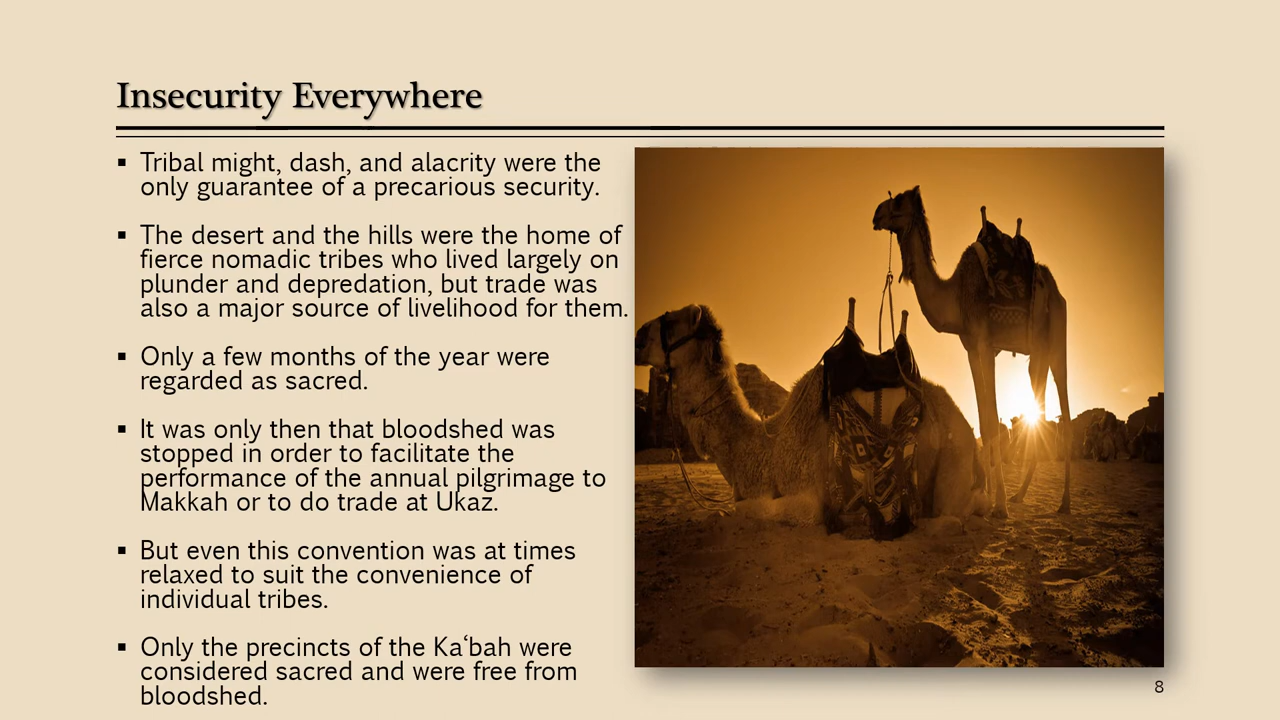 Insecurity Everywhere
▪ Tribal might, dash, and alacrity were the
only guarantee of a precarious security.
▪ The desert and the hills were the home of
fierce nomadic tribes who lived largely on
plunder and depredation, but trade was
also a major source of livelihood for them.
▪ Only a few months of the year were
regarded as sacred.
▪ It was only then that bloodshed was
stopped in order to facilitate the
performance of the annual pilgrimage to
Makkah or to do trade at Ukaz.
▪ But even this convention was at times
relaxed to suit the convenience of
individual tribes.
▪ Only the precincts of the Ka‘bah were
considered sacred and were free from
bloodshed.
8